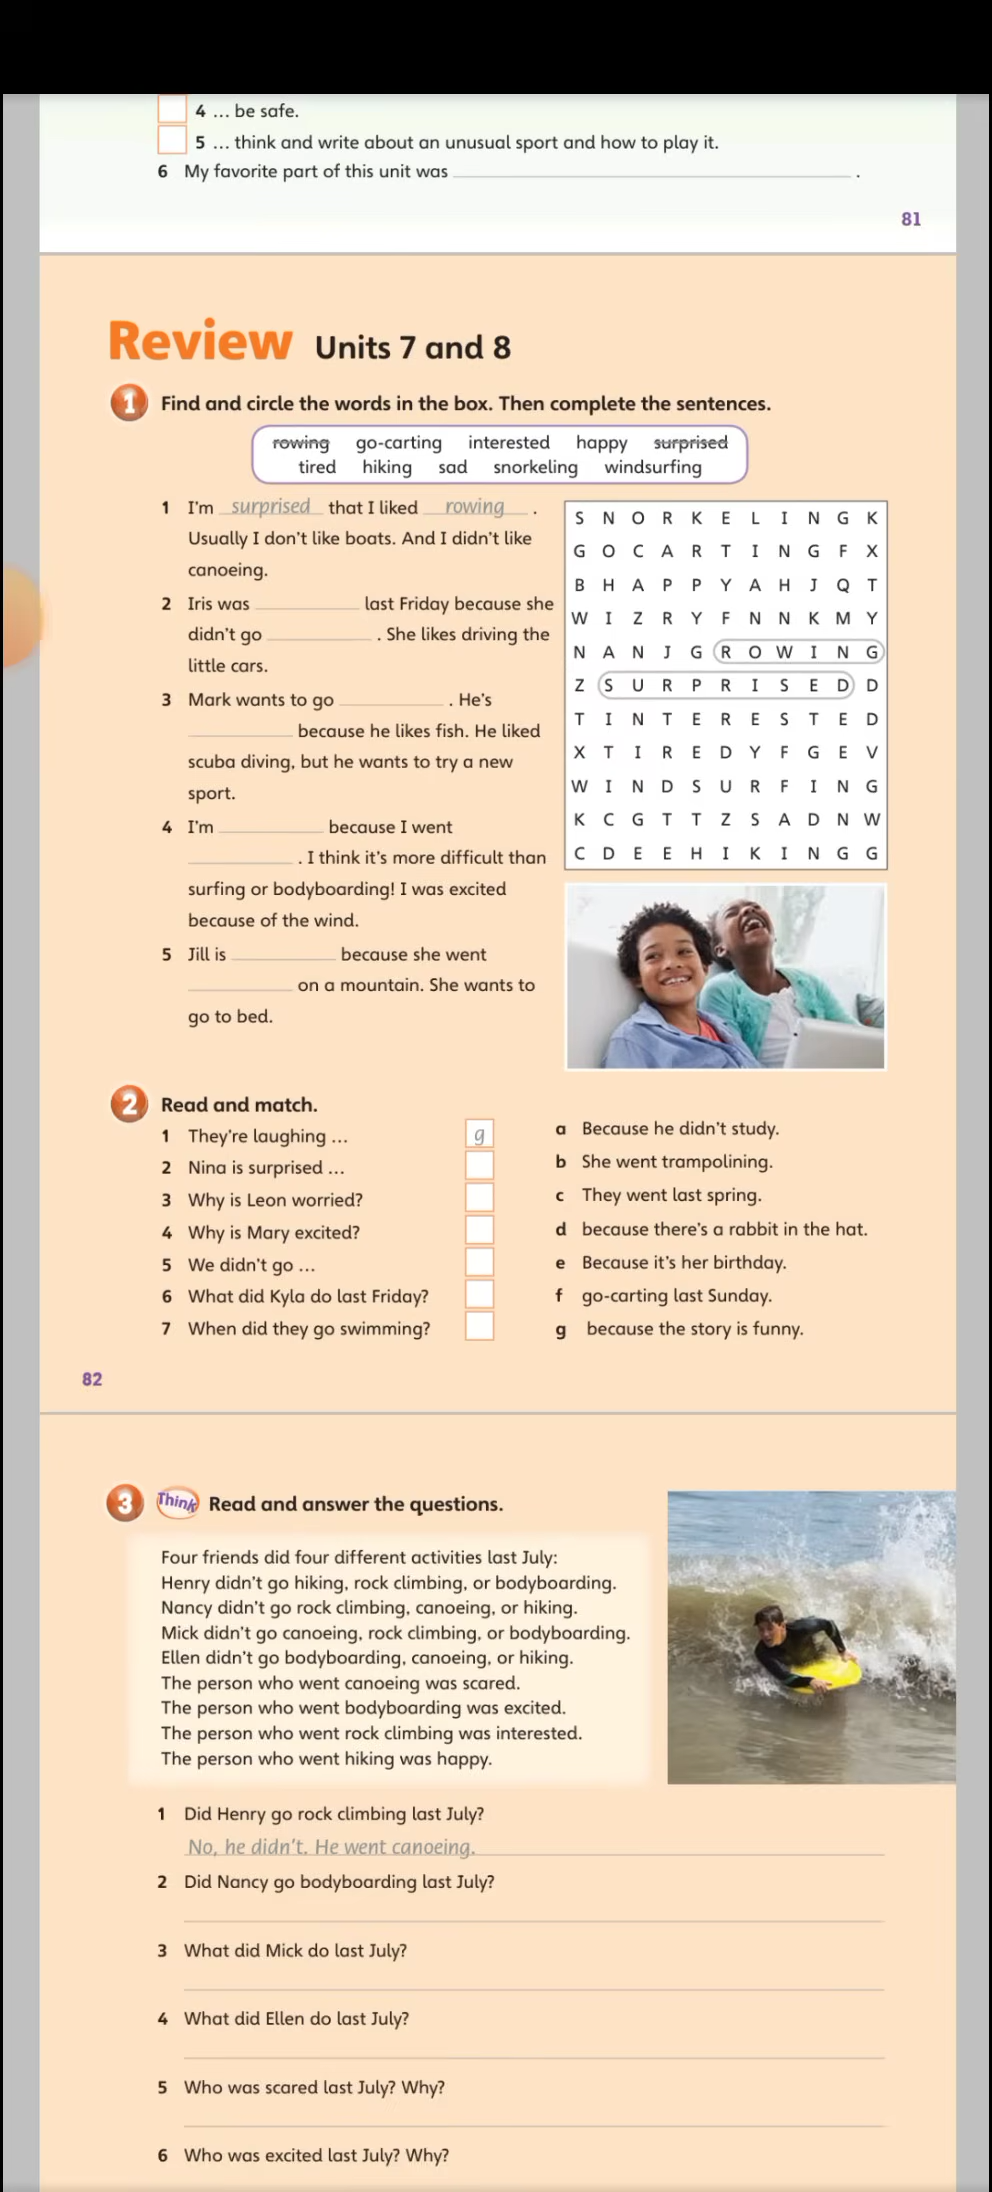 4 ... be safe.
5 ... think and write about an unusual sport and how to play it.
6 My favorite part of this unit was ____________ .
81
Review Units 7 and 8
1 Find and circle the words in the box. Then complete the sentences.
rowing go-carting interested happy surprised
tired hiking sad snorkeling windsurfing
1 I'm surprised that I liked rowing .
Usually I don't like boats. And I didn't like
canoeing.
2 Iris was ____________ last Friday because she
didn't go ____________ . She likes driving the
little cars.
3 Mark wants to go ____________ . He's
____________ because he likes fish. He liked
scuba diving, but he wants to try a new
sport.
4 I'm ____________ because I went
____________ . I think it's more difficult than
surfing or bodyboarding! I was excited
because of the wind.
5 Jill is ____________ because she went
____________ on a mountain. She wants to
go to bed.
S N O R K E L I N G K
G O C A R T I N G F X
B H A P P Y A H J Q T
W I Z R Y F N N K M Y
N A N J G R O W I N G
Z S U R P R I S E D D
T I N T E R E S T E D
X T I R E D Y F G E V
W I N D S U R F I N G
K C G T T Z S A D N W
C D E E H I K I N G G
2 Read and match.
1 They're laughing ... g
2 Nina is surprised ...
3 Why is Leon worried?
4 Why is Mary excited?
5 We didn't go ...
6 What did Kyla do last Friday?
7 When did they go swimming?
a Because he didn't study.
b She went trampolining.
c They went last spring.
d because there's a rabbit in the hat.
e Because it's her birthday.
f go-carting last Sunday.
g because the story is funny.
82
3 Think Read and answer the questions.
Four friends did four different activities last July:
Henry didn't go hiking, rock climbing, or bodyboarding.
Nancy didn't go rock climbing, canoeing, or hiking.
Mick didn't go canoeing, rock climbing, or bodyboarding.
Ellen didn't go bodyboarding, canoeing, or hiking.
The person who went canoeing was scared.
The person who went bodyboarding was excited.
The person who went rock climbing was interested.
The person who went hiking was happy.
1 Did Henry go rock climbing last July?
No, he didn't. He went canoeing.
2 Did Nancy go bodyboarding last July?
3 What did Mick do last July?
4 What did Ellen do last July?
5 Who was scared last July? Why?
6 Who was excited last July? Why?